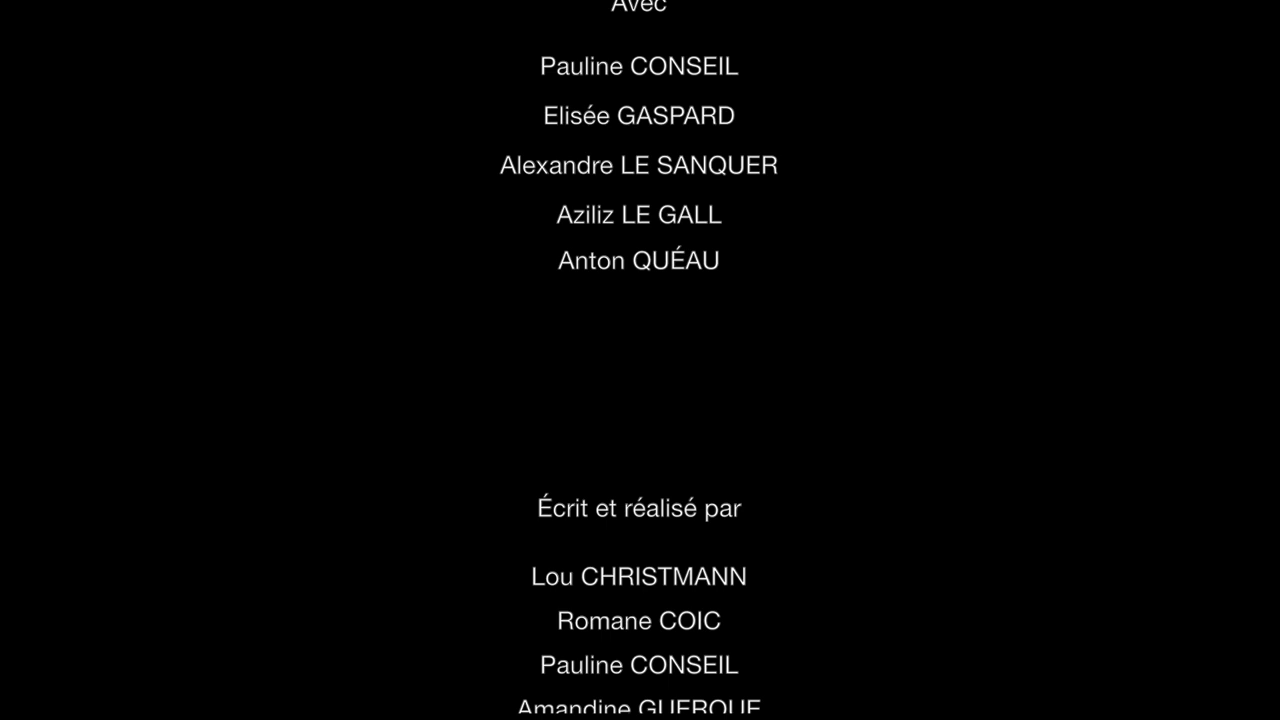 Avec
Pauline CONSEIL
Elisée GASPARD
Alexandre LE SANQUER
Aziliz LE GALL
Anton QUÉAU
Écrit et réalisé par
Lou CHRISTMANN
Romane COIC
Pauline CONSEIL
Amandine